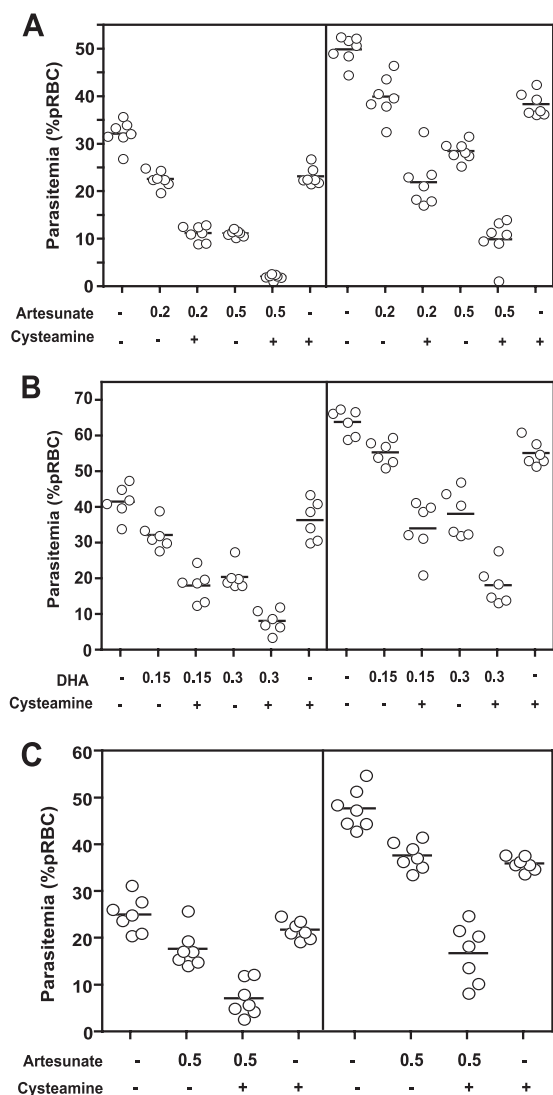 A
Parasitemia (%pRBC)
50
40
30
20
10
0
Artesunate - 0.2 0.2 0.5 0.5 - - 0.2 0.2 0.5 0.5 -
Cysteamine - - + - + + - - + - + +
B
Parasitemia (%pRBC)
70
60
50
40
30
20
10
0
DHA - 0.15 0.15 0.3 0.3 - - 0.15 0.15 0.3 0.3 -
Cysteamine - - + - + + - - + - + +
C
Parasitemia (%pRBC)
60
50
40
30
20
10
0
Artesunate - 0.5 0.5 - - 0.5 0.5 -
Cysteamine - - + + - - + +